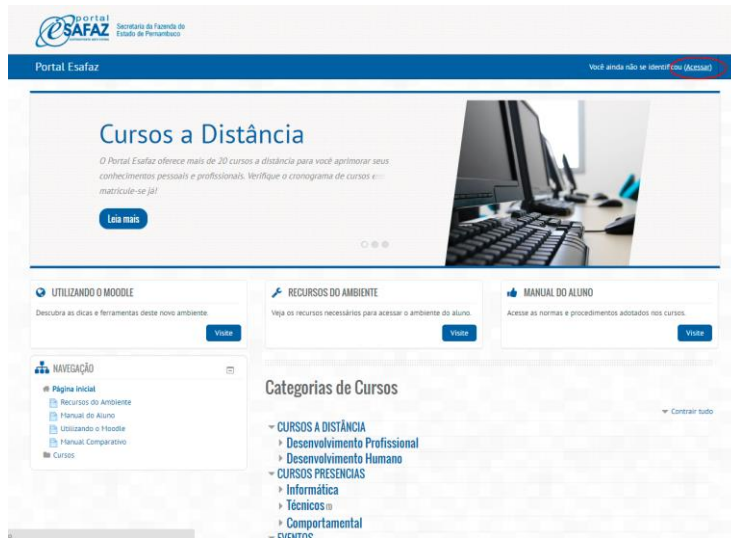 portal
eSAFAZ
Secretaria da Fazenda do
Estado de Pernambuco
Portal Esafaz
Você ainda não se identificou (Acessar)
Cursos a Distância
O Portal Esafaz oferece mais de 20 cursos a distância para você aprimorar seus
conhecimentos pessoais e profissionais. Verifique o cronograma de cursos e
matricule-se já!
Leia mais
UTILIZANDO O MOODLE
Descubra as dicas e ferramentas deste novo ambiente.
Visite
RECURSOS DO AMBIENTE
Veja os recursos necessários para acessar o ambiente do aluno.
Visite
MANUAL DO ALUNO
Acesse as normas e procedimentos adotados nos cursos.
Visite
NAVEGAÇÃO
Página inicial
Recursos do Ambiente
Manual do Aluno
Utilizando o Moodle
Manual Comparativo
Cursos
Categorias de Cursos
Contrair tudo
CURSOS A DISTÂNCIA
Desenvolvimento Profissional
Desenvolvimento Humano
CURSOS PRESENCIAS
Informática
Técnicos
Comportamental
EVENTOS